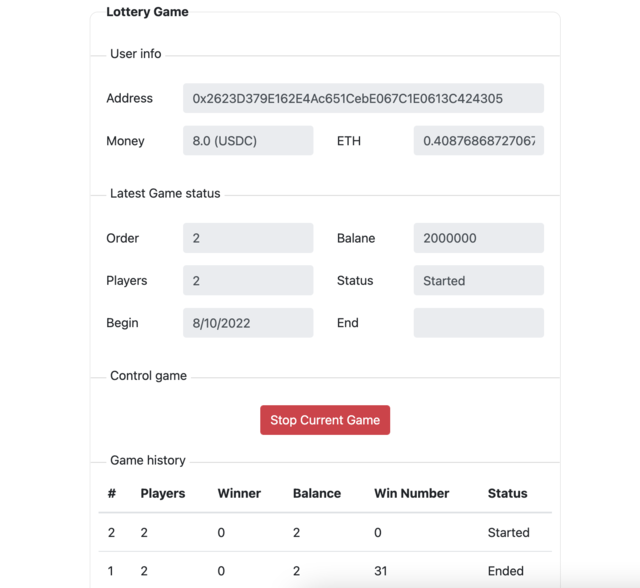 Lottery Game
User info
Address 0x2623D379E162E4Ac651CebE067C1E0613C424305
Money 8.0 (USDC) ETH 0.40876868727067
Latest Game status
Order 2 Balane 2000000
Players 2 Status Started
Begin 8/10/2022 End
Control game
Stop Current Game
Game history
# Players Winner Balance Win Number Status
2 2 0 2 0 Started
1 2 0 2 31 Ended